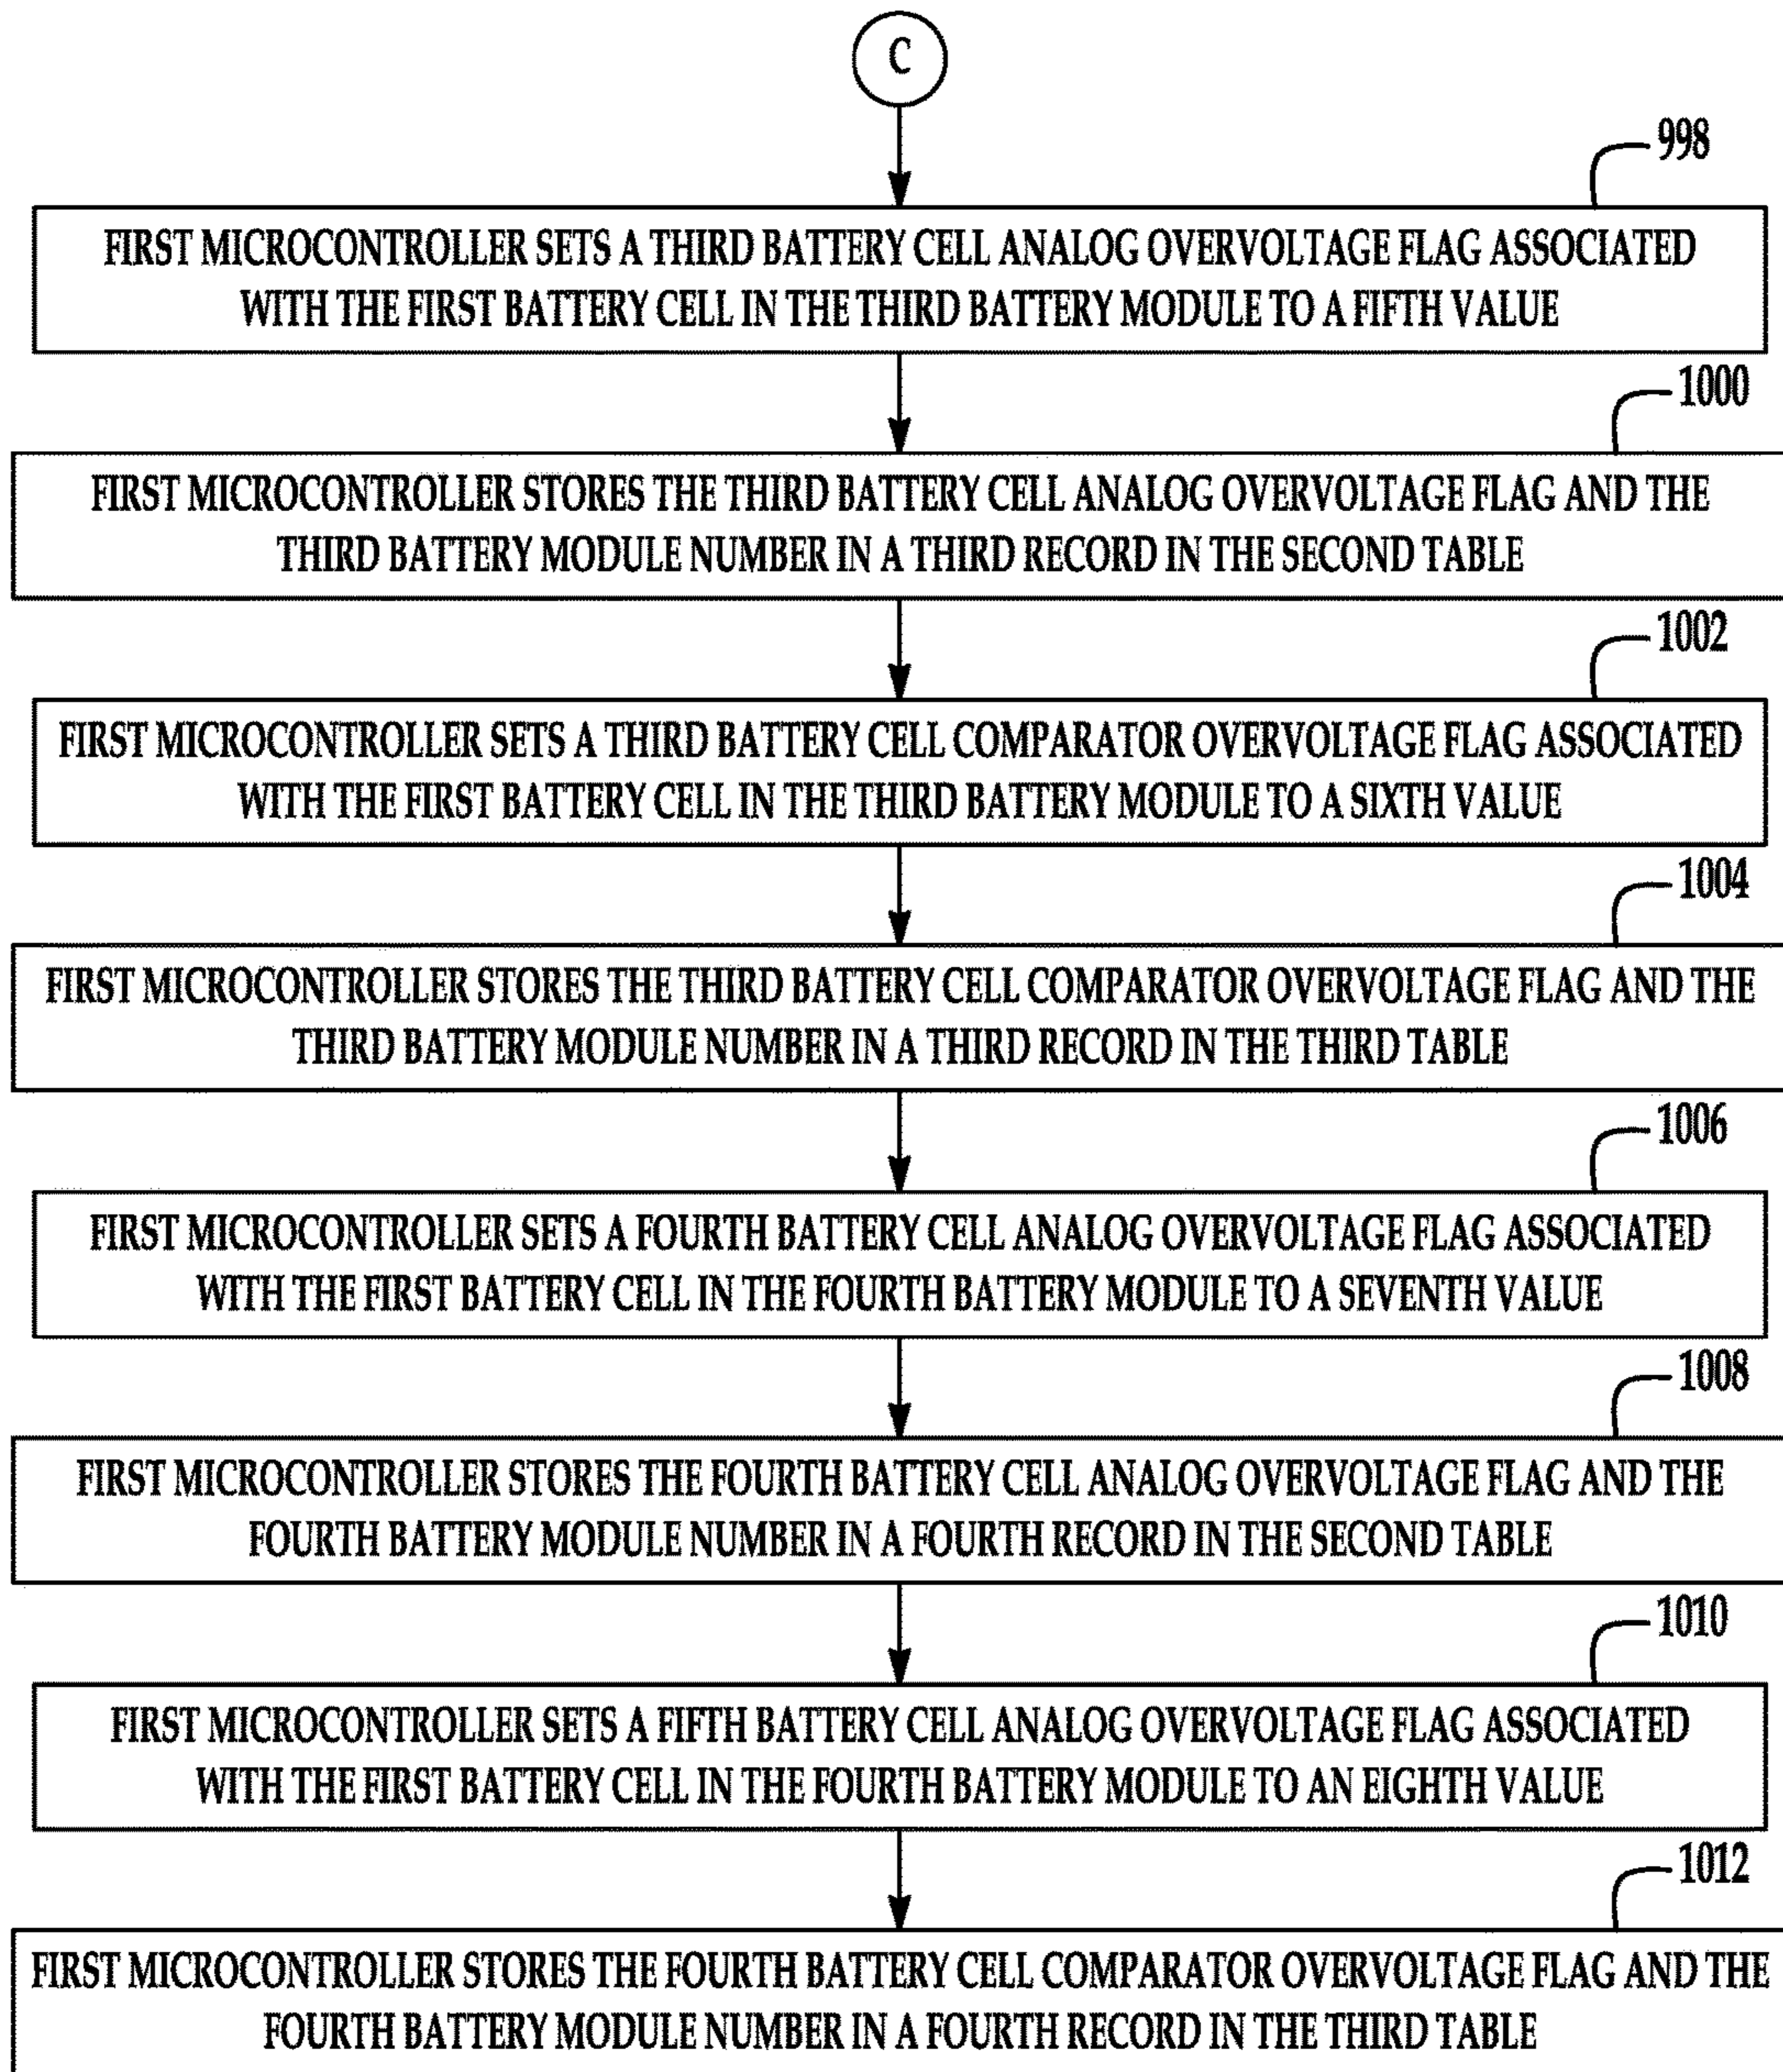 C
998
FIRST MICROCONTROLLER SETS A THIRD BATTERY CELL ANALOG OVERVOLTAGE FLAG ASSOCIATED
WITH THE FIRST BATTERY CELL IN THE THIRD BATTERY MODULE TO A FIFTH VALUE
1000
FIRST MICROCONTROLLER STORES THE THIRD BATTERY CELL ANALOG OVERVOLTAGE FLAG AND THE
THIRD BATTERY MODULE NUMBER IN A THIRD RECORD IN THE SECOND TABLE
1002
FIRST MICROCONTROLLER SETS A THIRD BATTERY CELL COMPARATOR OVERVOLTAGE FLAG ASSOCIATED
WITH THE FIRST BATTERY CELL IN THE THIRD BATTERY MODULE TO A SIXTH VALUE
1004
FIRST MICROCONTROLLER STORES THE THIRD BATTERY CELL COMPARATOR OVERVOLTAGE FLAG AND THE
THIRD BATTERY MODULE NUMBER IN A THIRD RECORD IN THE THIRD TABLE
1006
FIRST MICROCONTROLLER SETS A FOURTH BATTERY CELL ANALOG OVERVOLTAGE FLAG ASSOCIATED
WITH THE FIRST BATTERY CELL IN THE FOURTH BATTERY MODULE TO A SEVENTH VALUE
1008
FIRST MICROCONTROLLER STORES THE FOURTH BATTERY CELL ANALOG OVERVOLTAGE FLAG AND THE
FOURTH BATTERY MODULE NUMBER IN A FOURTH RECORD IN THE SECOND TABLE
1010
FIRST MICROCONTROLLER SETS A FIFTH BATTERY CELL ANALOG OVERVOLTAGE FLAG ASSOCIATED
WITH THE FIRST BATTERY CELL IN THE FOURTH BATTERY MODULE TO AN EIGHTH VALUE
1012
FIRST MICROCONTROLLER STORES THE FOURTH BATTERY CELL COMPARATOR OVERVOLTAGE FLAG AND THE
FOURTH BATTERY MODULE NUMBER IN A FOURTH RECORD IN THE THIRD TABLE